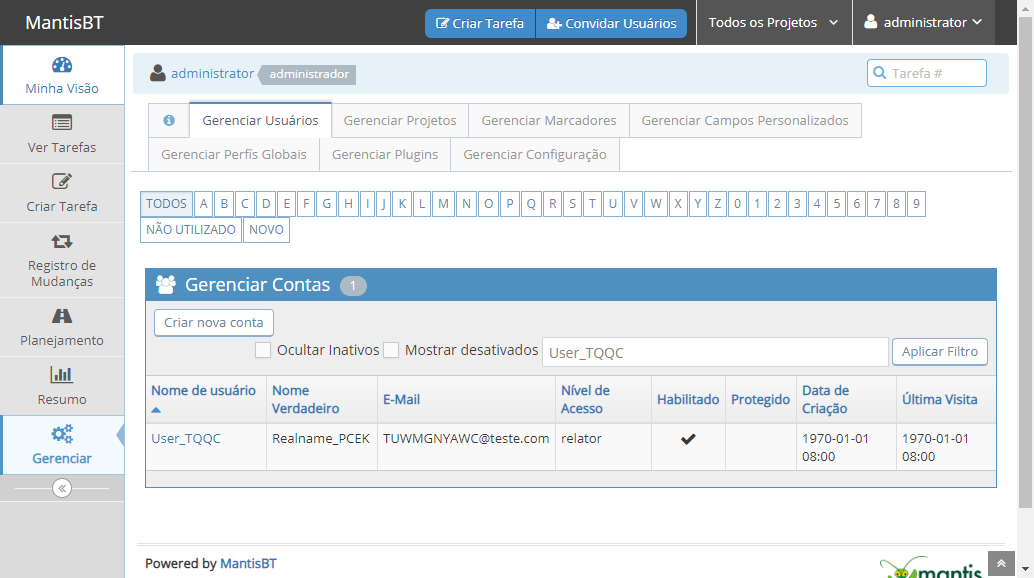 MantisBT
Criar Tarefa
Convidar Usuários
Todos os Projetos
administrator
Minha Visão
Ver Tarefas
Criar Tarefa
Registro de
Mudanças
Planejamento
Resumo
Gerenciar
administrator administrador
Tarefa #
Gerenciar Usuários Gerenciar Projetos Gerenciar Marcadores Gerenciar Campos Personalizados
Gerenciar Perfís Globais Gerenciar Plugins Gerenciar Configuração
TODOS A B C D E F G H I J K L M N O P Q R S T U V W X Y Z 0 1 2 3 4 5 6 7 8 9
NÃO UTILIZADO NOVO
Gerenciar Contas 1
Criar nova conta
Ocultar Inativos Mostrar desativados User_TQQC Aplicar Filtro
Nome de usuário Nome Verdadeiro E-Mail Nível de Acesso Habilitado Protegido Data de Criação Última Visita
User_TQQC Realname_PCEK TUWMGNYAWC@teste.com relator 1970-01-01 08:00 1970-01-01 08:00
Powered by MantisBT
mantis